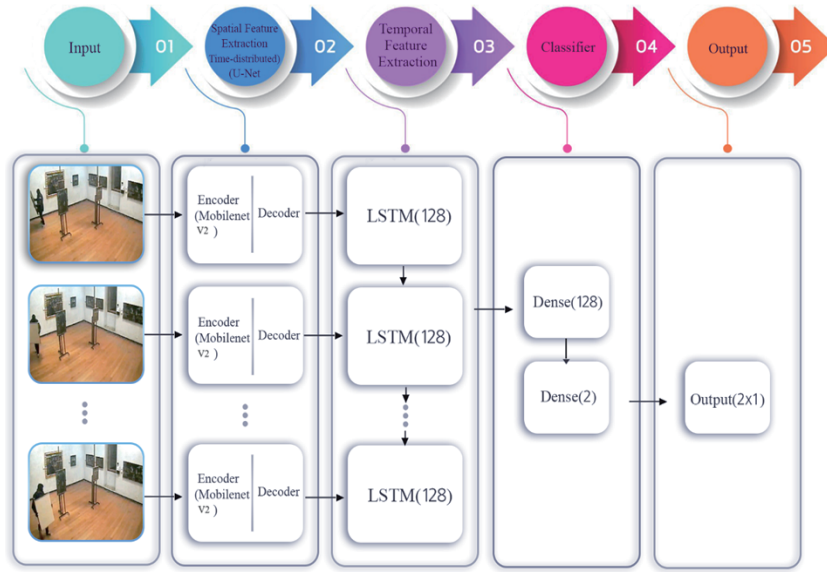 Input
01
Spatial Feature
Extraction
Time-distributed)
(U-Net
02
Temporal
Feature
Extraction
03
Classifier
04
Output
05
Encoder
(Mobilenet
V2 )
Decoder
LSTM(128)
Encoder
(Mobilenet
V2 )
Decoder
LSTM(128)
Encoder
(Mobilenet
V2 )
Decoder
LSTM(128)
Dense(128)
Dense(2)
Output(2x1)